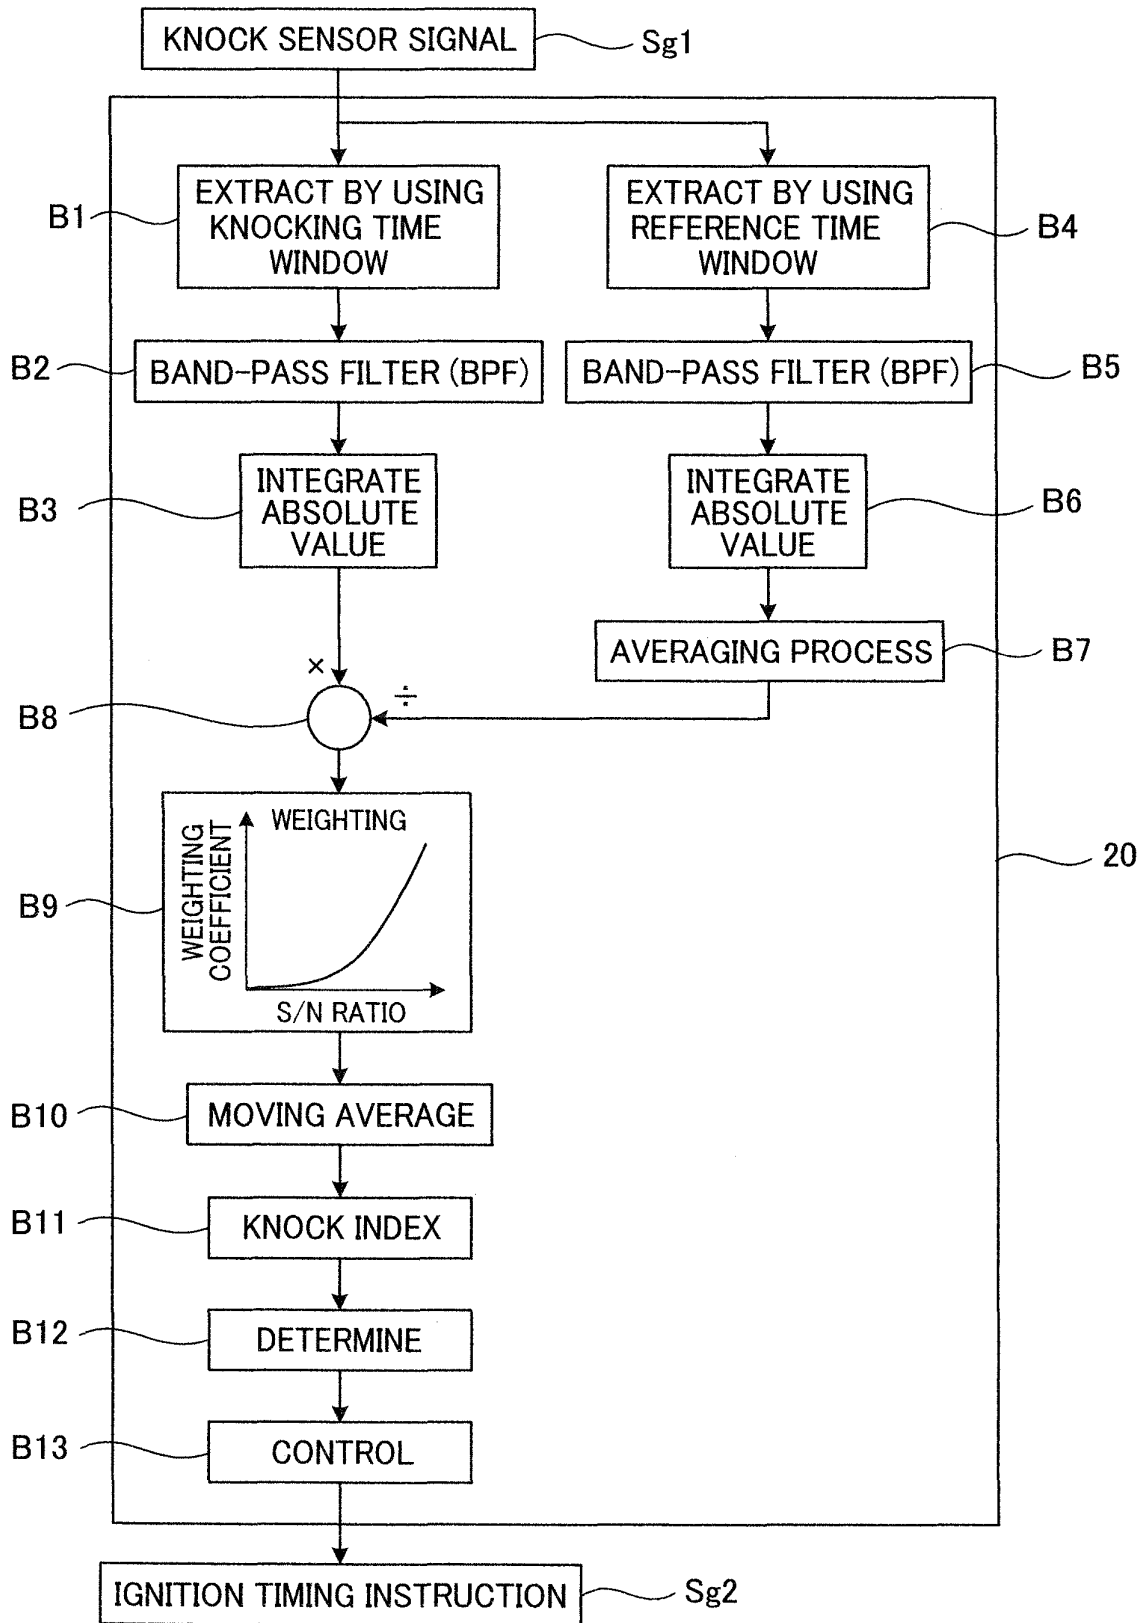 KNOCK SENSOR SIGNAL
Sg1
B1
EXTRACT BY USING
KNOCKING TIME
WINDOW
EXTRACT BY USING
REFERENCE TIME
WINDOW
B4
B2
BAND-PASS FILTER (BPF)
BAND-PASS FILTER (BPF)
B5
B3
INTEGRATE
ABSOLUTE
VALUE
INTEGRATE
ABSOLUTE
VALUE
B6
AVERAGING PROCESS
B7
×
÷
B8
B9
WEIGHTING
COEFFICIENT
WEIGHTING
S/N RATIO
20
B10
MOVING AVERAGE
B11
KNOCK INDEX
B12
DETERMINE
B13
CONTROL
IGNITION TIMING INSTRUCTION
Sg2